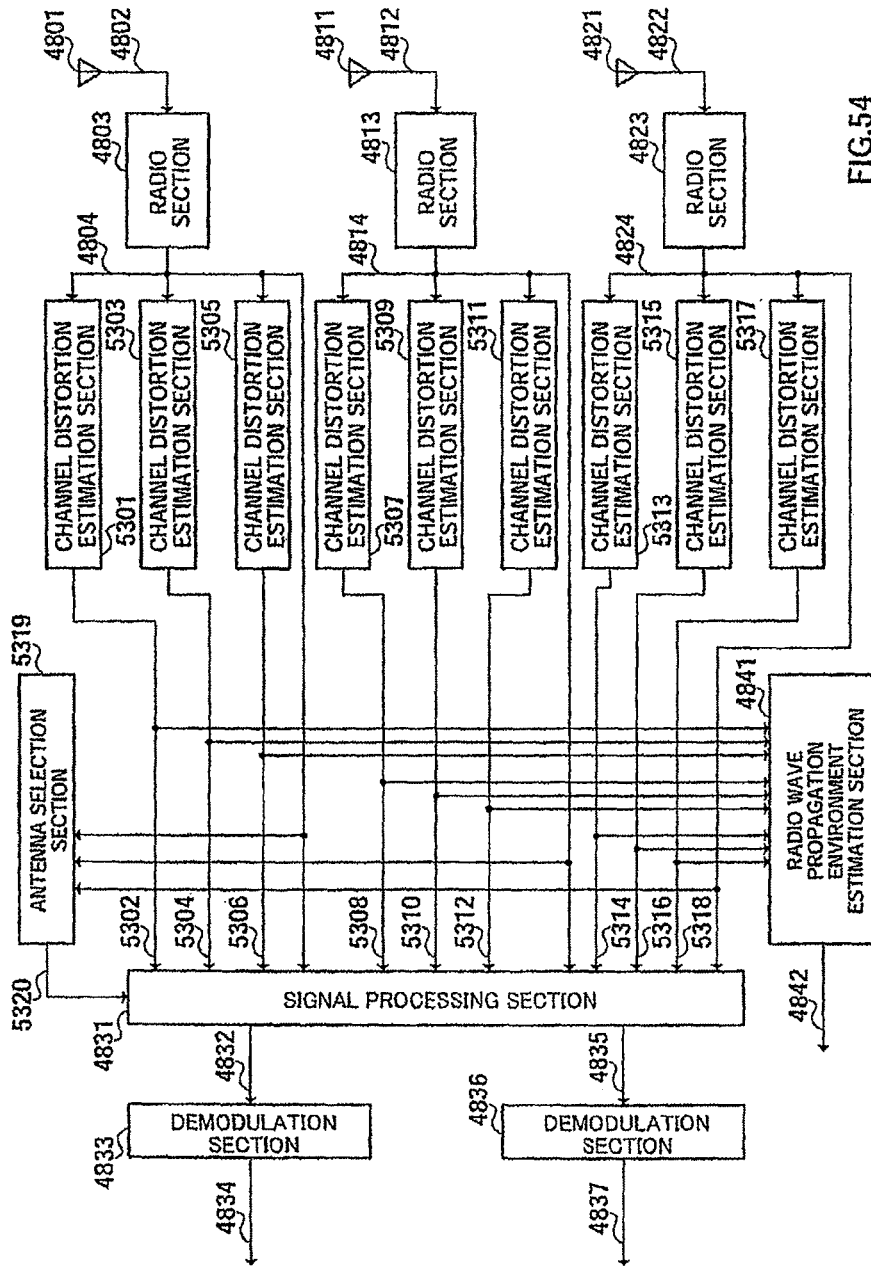 4801
4802
4803
RADIO
SECTION
4804
CHANNEL DISTORTION
ESTIMATION SECTION
5301
CHANNEL DISTORTION
ESTIMATION SECTION
5303
CHANNEL DISTORTION
ESTIMATION SECTION
5305
4811
4812
4813
RADIO
SECTION
4814
CHANNEL DISTORTION
ESTIMATION SECTION
5307
CHANNEL DISTORTION
ESTIMATION SECTION
5309
CHANNEL DISTORTION
ESTIMATION SECTION
5311
4821
4822
4823
RADIO
SECTION
4824
CHANNEL DISTORTION
ESTIMATION SECTION
5313
CHANNEL DISTORTION
ESTIMATION SECTION
5315
CHANNEL DISTORTION
ESTIMATION SECTION
5317
5319
ANTENNA SELECTION
SECTION
5320
4841
RADIO WAVE
PROPAGATION
ENVIRONMENT
ESTIMATION SECTION
4842
5302
5304
5306
5308
5310
5312
5314
5316
5318
SIGNAL PROCESSING SECTION
4831
4832
4835
DEMODULATION
SECTION
4833
4834
DEMODULATION
SECTION
4836
4837
FIG.54